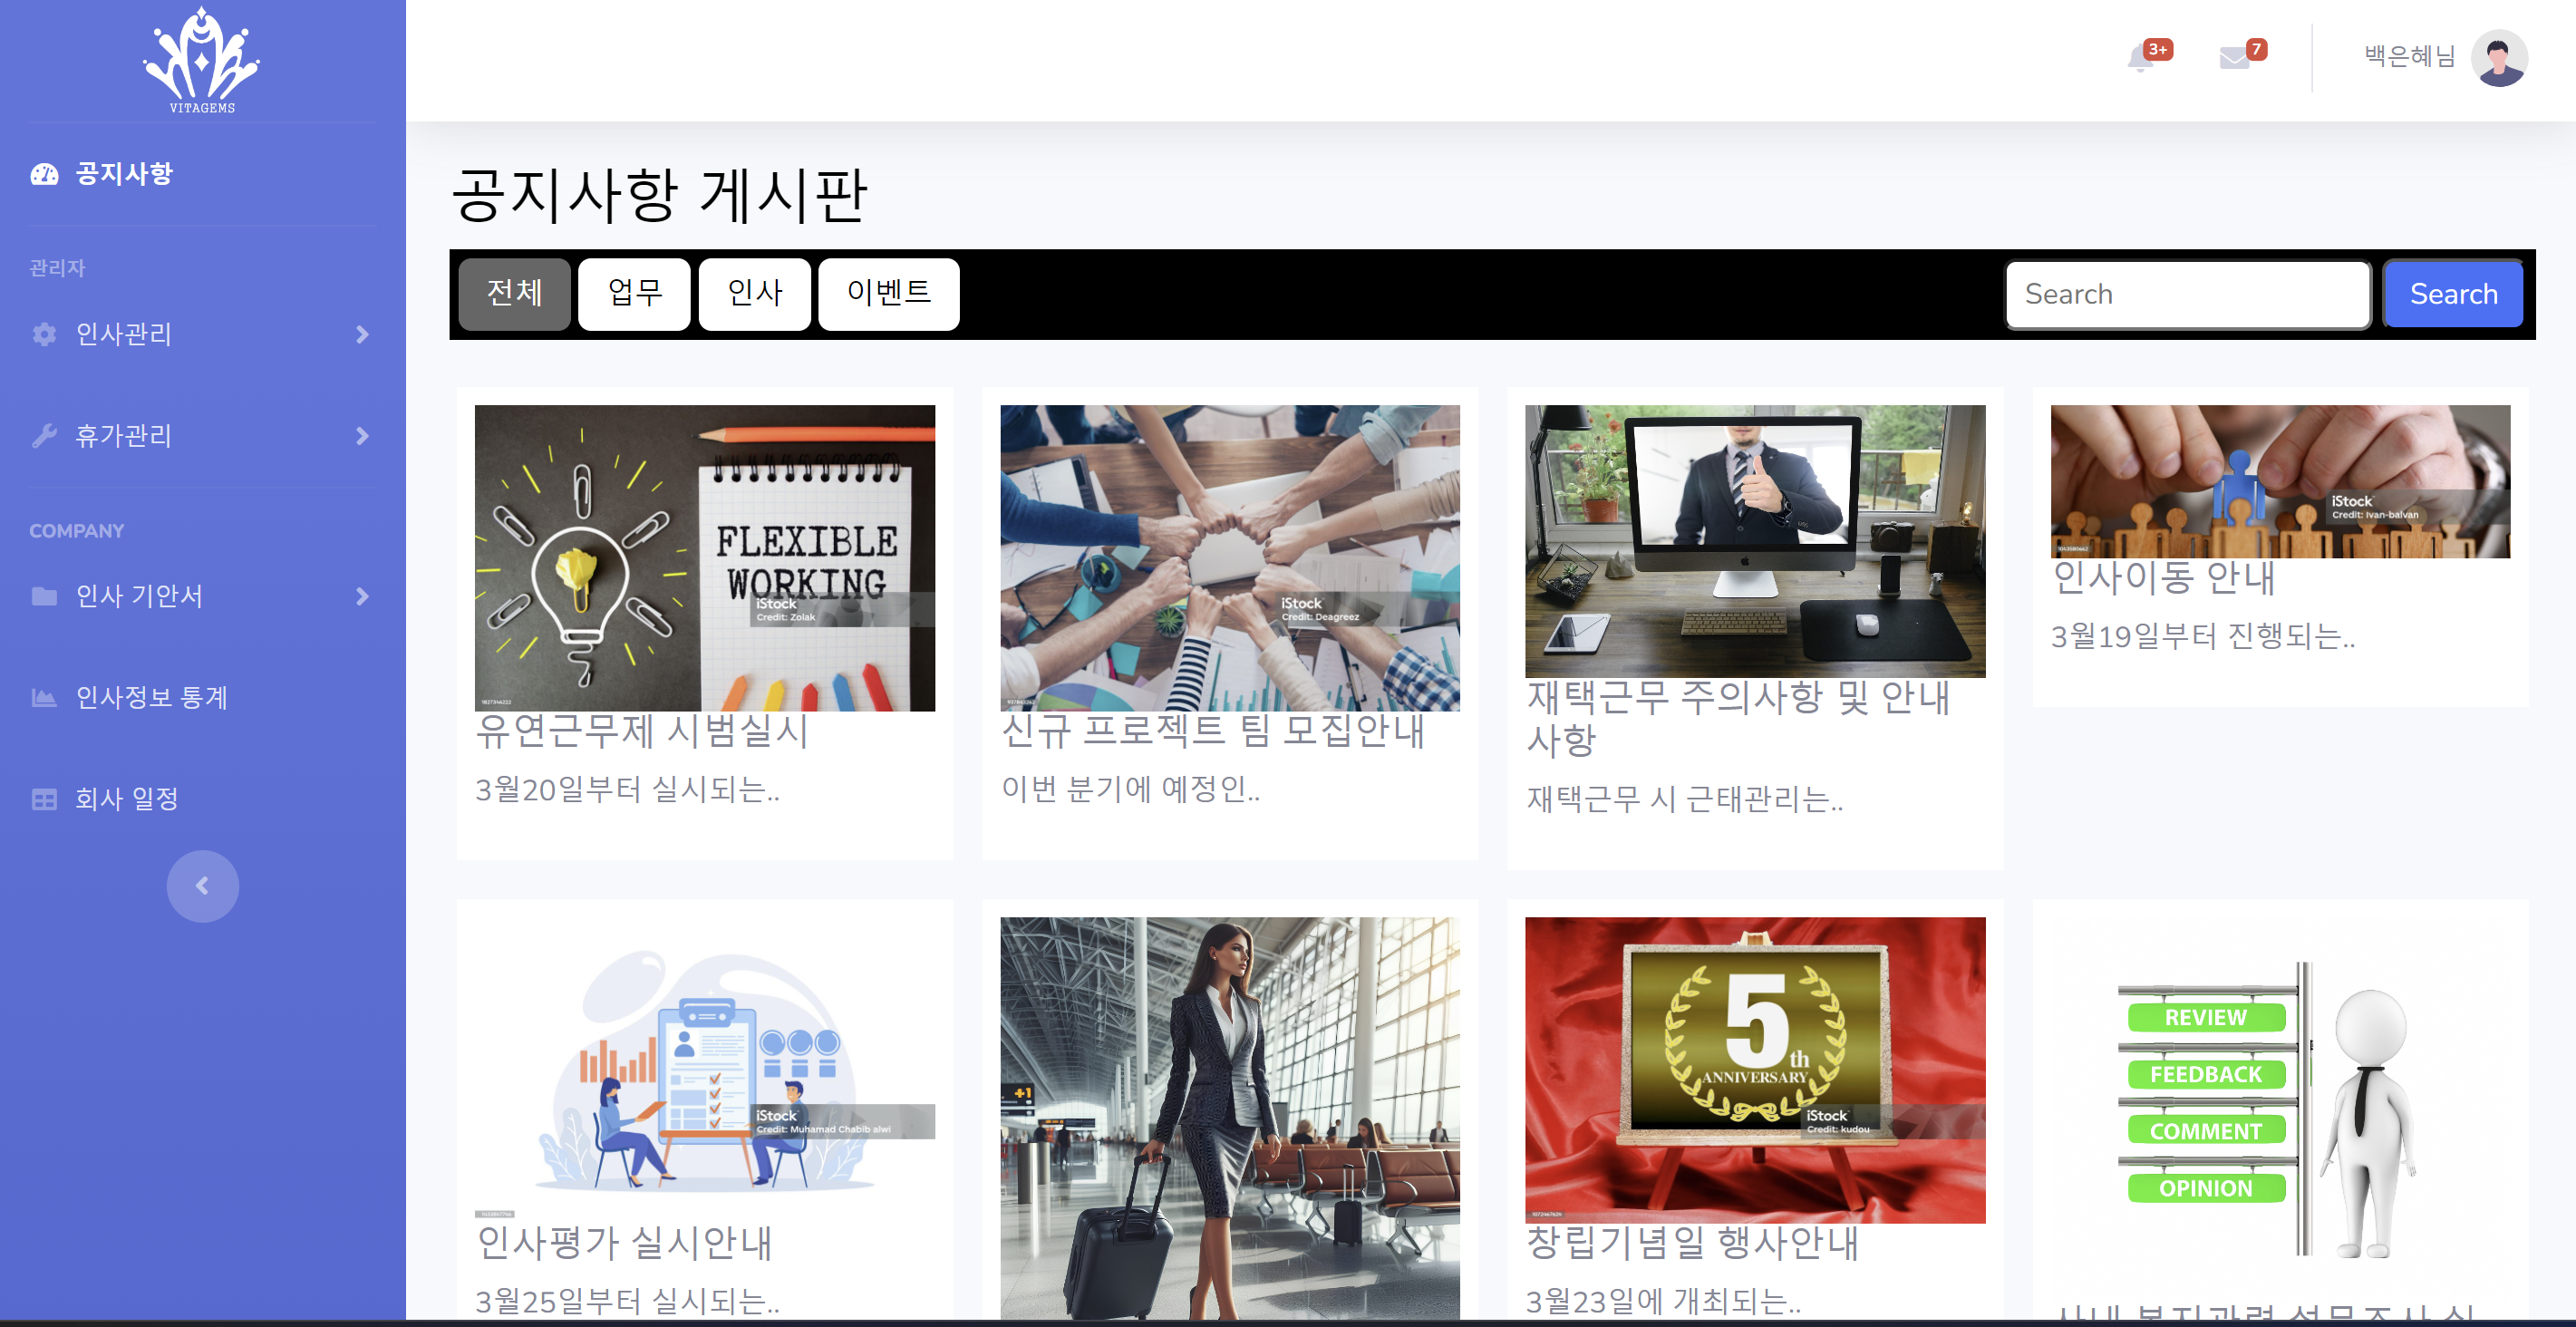 VITAGEMS
3+
7
백은혜님
공지사항
관리자
인사관리
휴가관리
COMPANY
인사 기안서
인사정보 통계
회사 일정
공지사항 게시판
전체
업무
인사
이벤트
Search
Search
FLEXIBLE
WORKING
iStock
Credit: Zolak
유연근무제 시범실시
3월20일부터 실시되는..
iStock
Credit: Deagreez
신규 프로젝트 팀 모집안내
이번 분기에 예정인..
재택근무 주의사항 및 안내
사항
재택근무 시 근태관리는..
iStock
Credit: Ivan-balvan
인사이동 안내
3월19일부터 진행되는..
iStock
Credit: Muhamad Chabib alwi
인사평가 실시안내
3월25일부터 실시되는..
+1
5th
ANNIVERSARY
iStock
Credit: kudou
창립기념일 행사안내
3월23일에 개최되는..
REVIEW
FEEDBACK
COMMENT
OPINION